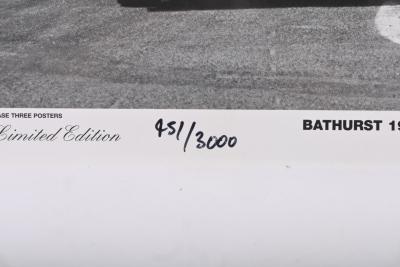 ASE THREE POSTERS
Limited Edition 451/3000 BATHURST 19